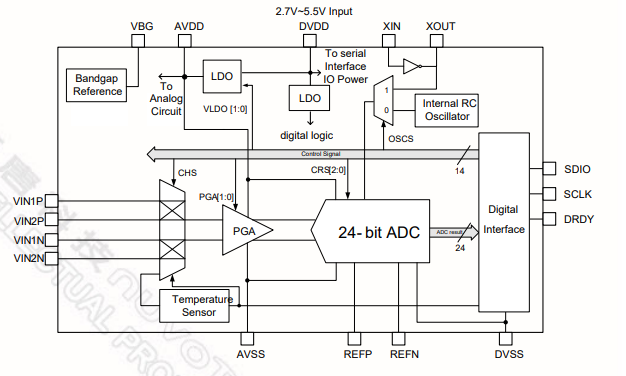 2.7V~5.5V Input
VBG
AVDD
DVDD
XIN
XOUT
Bandgap
Reference
To
Analog
Circuit
LDO
VLDO [1:0]
To serial
Interface
IO Power
LDO
digital logic
1
0
OSCS
Internal RC
Oscillator
Control Signal
14
CHS
PGA[1:0]
CRS[2:0]
VIN1P
VIN2P
VIN1N
VIN2N
PGA
24-bit ADC
ADC result
24
Digital
Interface
SDIO
SCLK
DRDY
Temperature
Sensor
AVSS
REFP
REFN
DVSS